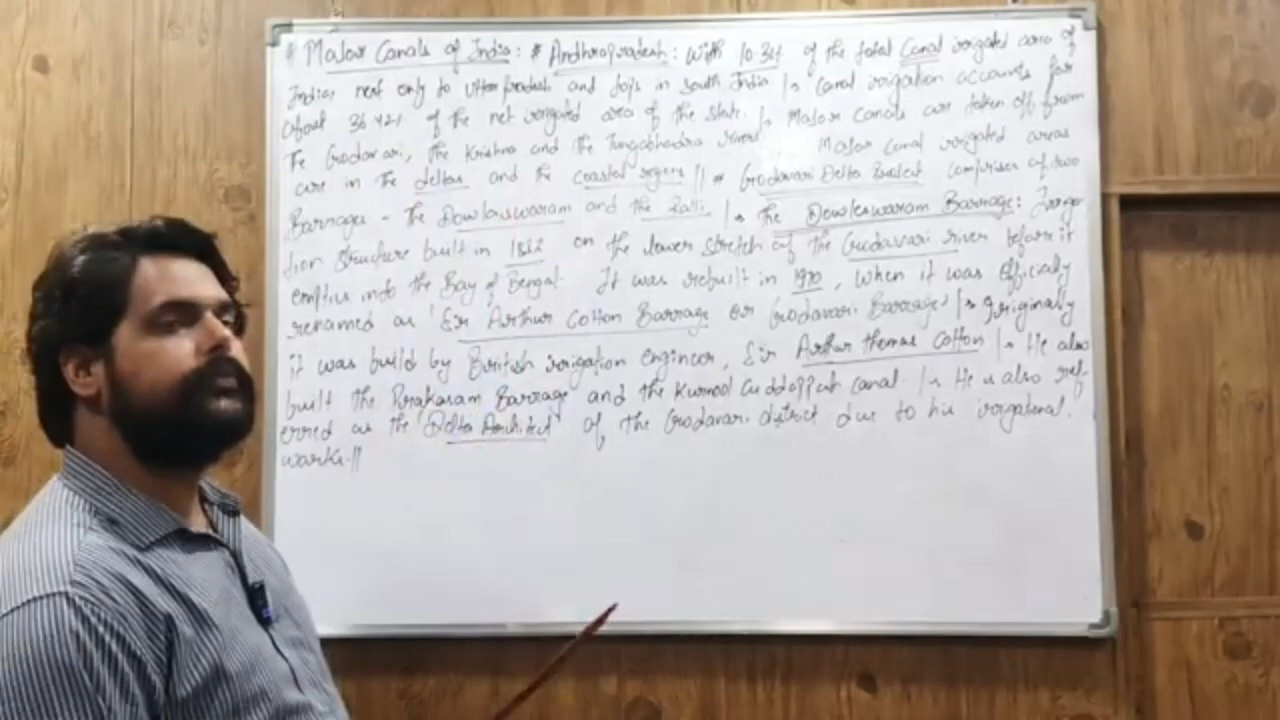 # Major Canals of India: # Andhrapradesh: With 10.34% of the total Canal irrigated area of
India, next only to Uttar pradesh and tops in South India | Canal irrigation accounts for
About 36.42% of the net irrigated area of the state. | Major Canals are taken off from
The Godavari, the Krishna and the Tungabhadra rivers. Major Canal irrigated areas
are in the deltas and the coastal regions || Godavari Delta comprises of two
Barrages - The Dowleswaram and the Ralli. | The Dowleswaram Barrage: Irriga-
tion Structure built in 1852 on the lower stretch of the Godavari river before it
empties into the Bay of Bengal. It was rebuilt in 1970, when it was officially
renamed as 'Sir Arthur Cotton Barrage or Godavari Barrage' | Originally
it was build by British irrigation engineer, Sir Arthur Thomas Cotton | He also
built the Prakasam Barrage and the Kurnool Cuddappah canal. | He is also ref-
erred as the "Delta Architect" of the Godavari district due to his irrigational
works.||